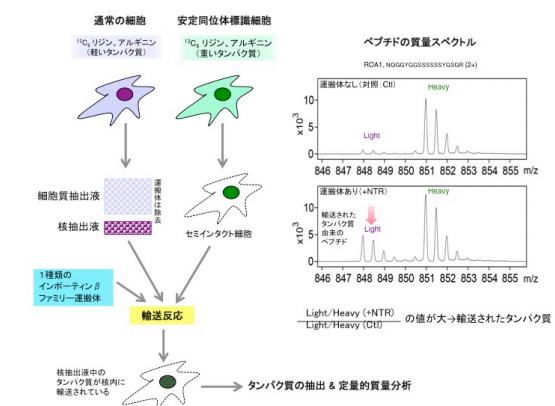 通常の細胞
¹²C₆ リジン、アルギニン
(軽いタンパク質)
安定同位体標識細胞
¹³C₆ リジン、アルギニン
(重いタンパク質)
細胞質抽出液
核抽出液
運搬体は除去
セミインタクト細胞
1種類の
インポーティンβ
ファミリー運搬体
輸送反応
核抽出液中の
タンパク質が核内に
輸送されている
タンパク質の抽出 & 定量的質量分析
ペプチドの質量スペクトル
ROA1, NQGGYGGSSSSSSYGSGR (2+)
運搬体なし(対照:Ctl)
Heavy
Light
×10³
10
5
0
846 847 848 849 850 851 852 853 854 855 m/z
運搬体あり(+NTR)
Heavy
輸送された
タンパク質
由来の
ペプチド
Light
×10³
10
5
0
846 847 848 849 850 851 852 853 854 855 m/z
Light/Heavy (+NTR)
Light/Heavy (Ctl)
の値が大→輸送されたタンパク質